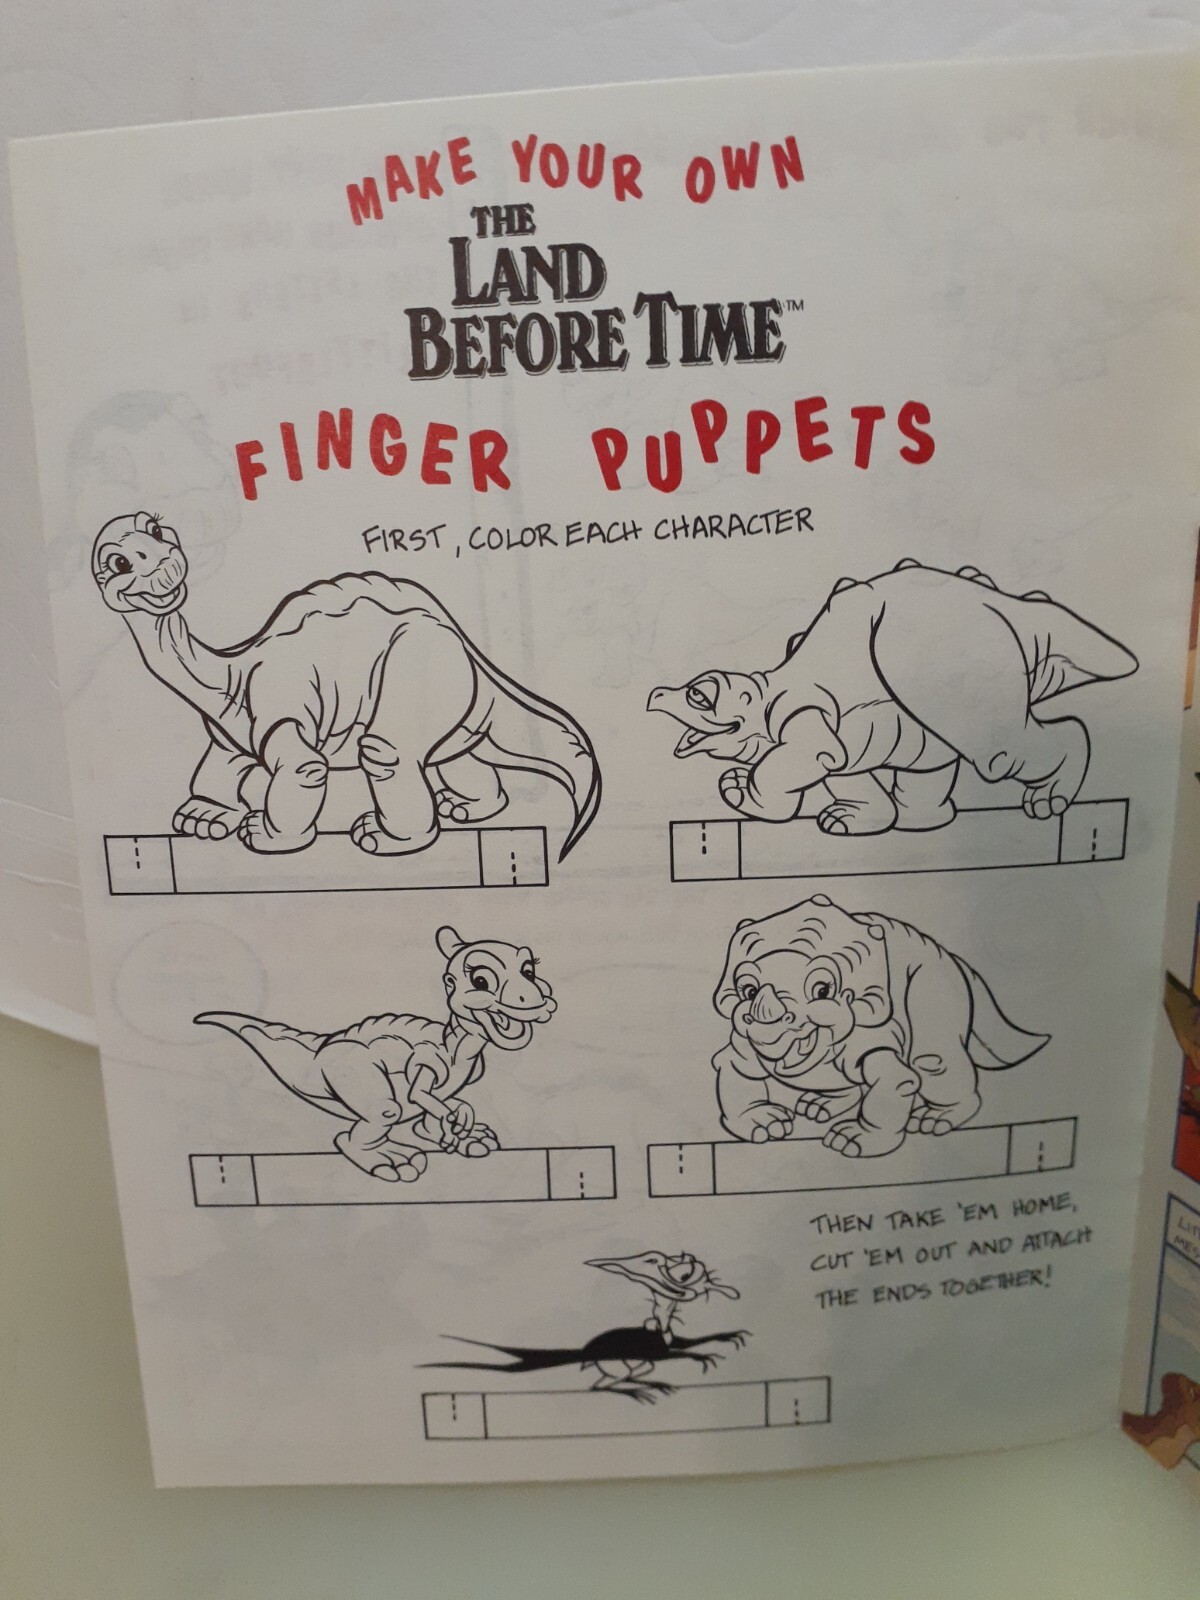 MAKE YOUR OWN
THE
LAND
BEFORE TIME™
FINGER PUPPETS
FIRST, COLOR EACH CHARACTER
THEN TAKE 'EM HOME,
CUT 'EM OUT AND ATTACH
THE ENDS TOGETHER!